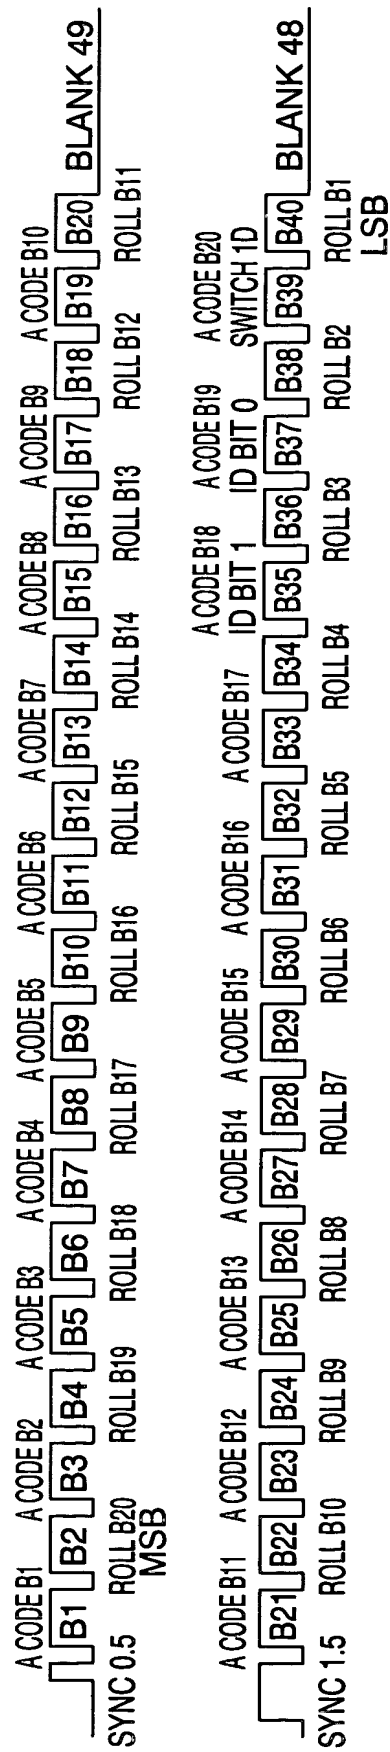 A CODE B1 A CODE B2 A CODE B3 A CODE B4 A CODE B5 A CODE B6 A CODE B7 A CODE B8 A CODE B9 A CODE B10
B1 B2 B3 B4 B5 B6 B7 B8 B9 B10 B11 B12 B13 B14 B15 B16 B17 B18 B19 B20 BLANK 49
SYNC 0.5 ROLL B20 ROLL B19 ROLL B18 ROLL B17 ROLL B16 ROLL B15 ROLL B14 ROLL B13 ROLL B12 ROLL B11
MSB
A CODE B11 A CODE B12 A CODE B13 A CODE B14 A CODE B15 A CODE B16 A CODE B17 A CODE B18 A CODE B19 A CODE B20
ID BIT 1 ID BIT 0 SWITCH 1D
B21 B22 B23 B24 B25 B26 B27 B28 B29 B30 B31 B32 B33 B34 B35 B36 B37 B38 B39 B40 BLANK 48
SYNC 1.5 ROLL B10 ROLL B9 ROLL B8 ROLL B7 ROLL B6 ROLL B5 ROLL B4 ROLL B3 ROLL B2 ROLL B1
LSB